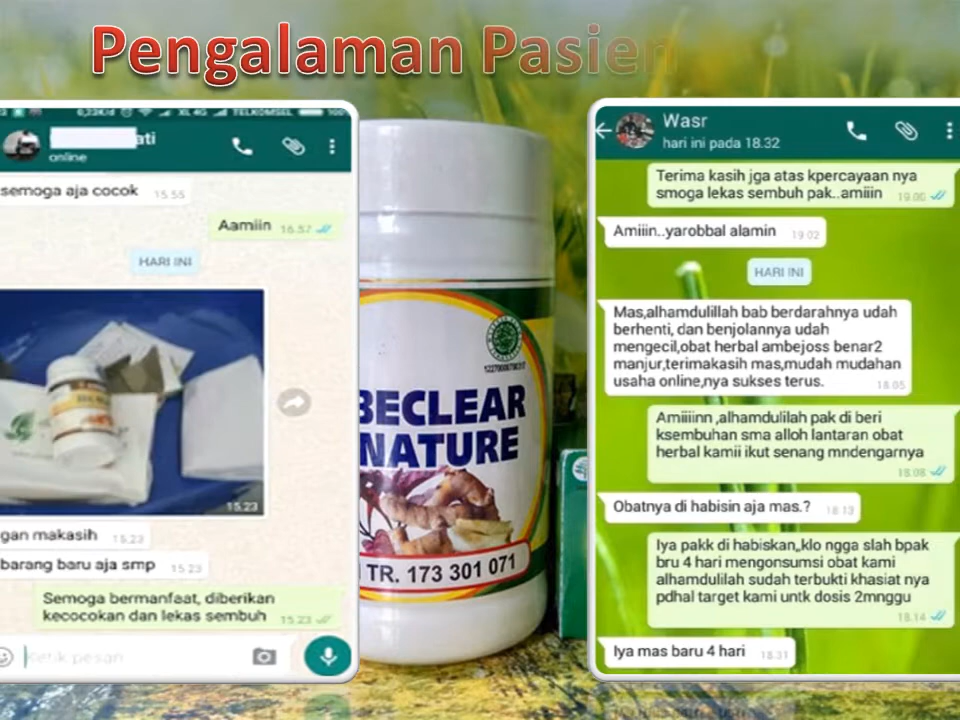 Pengalaman Pasien
XL 4G
TELKOMSEL
ati
online
semoga aja cocok 15.55
Aamiin 16.57
HARI INI
15.23
gan makasih 15.23
barang baru aja smp 15.23
Semoga bermanfaat, diberikan
kecocokan dan lekas sembuh 15.23
Ketik pesan
BECLEAR
NATURE
TR. 173 301 071
Wasr
hari ini pada 18.32
Terima kasih jga atas kpercayaan nya
smoga lekas sembuh pak..amiiin 19.00
Amiiin..yarobbal alamin 19.02
HARI INI
Mas,alhamdulillah bab berdarahnya udah
berhenti, dan benjolannya udah
mengecil,obat herbal ambejoss benar2
manjur,terimakasih mas,mudah mudahan
usaha online,nya sukses terus. 18.05
Amiiiinn ,alhamdulilah pak di beri
ksembuhan sma alloh lantaran obat
herbal kamii ikut senang mndengarnya
18.08
Obatnya di habisin aja mas.? 18.13
Iya pakk di habiskan,,klo ngga slah bpak
bru 4 hari mengonsumsi obat kami
alhamdulilah sudah terbukti khasiat nya
pdhal target kami untk dosis 2mnggu
18.14
Iya mas baru 4 hari 18.31